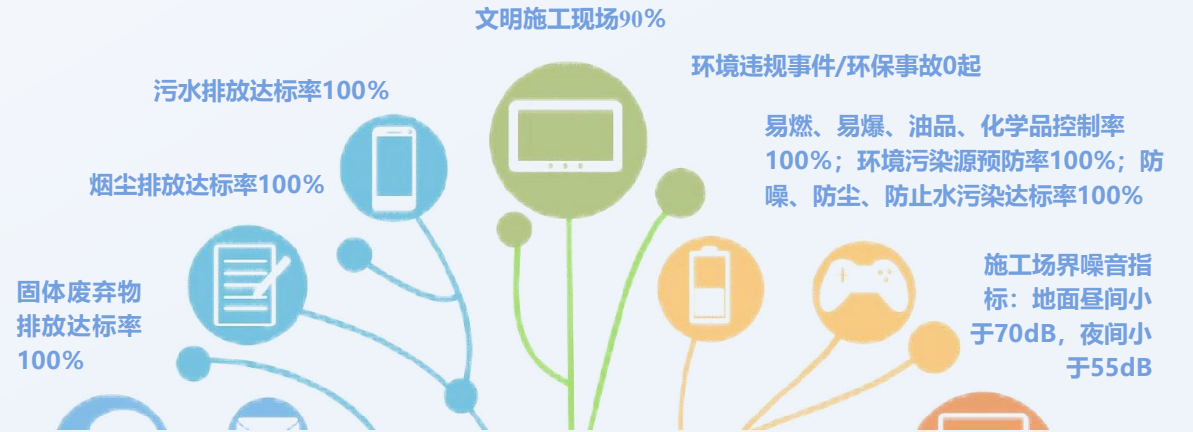 文明施工现场90%
环境违规事件/环保事故0起
污水排放达标率100%
易燃、易爆、油品、化学品控制率
100%；环境污染源预防率100%；防
噪、防尘、防止水污染达标率100%
烟尘排放达标率100%
固体废弃物
排放达标率
100%
施工场界噪音指
标：地面昼间小
于70dB，夜间小
于55dB